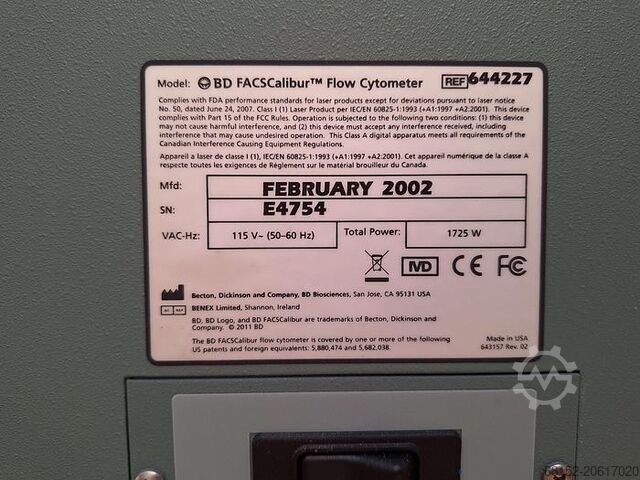 Model: BD FACSCalibur™ Flow Cytometer REF 644227
Complies with FDA performance standards for laser products except for deviations pursuant to laser notice
No. 50, dated June 24, 2007. Class I (1) Laser Product per IEC/EN 60825-1:1993 (+A1:1997 +A2:2001). This device
complies with Part 15 of the FCC Rules. Operation is subjected to the following two conditions: (1) this device
may not cause harmful interference, and (2) this device must accept any interference received, including
interference that may cause undesired operation. This Class A digital apparatus meets all requirements of the
Canadian Interference Causing Equipment Regulations.
Appareil a laser de classe I (1), IEC/EN 60825-1:1993 (+A1:1997 +A2:2001). Cet appareil numérique de la classe A
respecte toutes les exigences de Règlement sur le matériel brouilleur du Canada.
Mfd: FEBRUARY 2002
SN: E4754
VAC-Hz: 115 V~ (50-60 Hz) Total Power: 1725 W
IVD CE FC
Becton, Dickinson and Company, BD Biosciences, San Jose, CA 95131 USA
EC REP BENEX Limited, Shannon, Ireland
BD, BD Logo, and BD FACSCalibur are trademarks of Becton, Dickinson and
Company. © 2011 BD
The BD FACSCalibur flow cytometer is covered by one or more of the following
US patents and foreign equivalents: 5,880,474 and 5,682,038.
Made in USA
643157 Rev. 02
-20617020